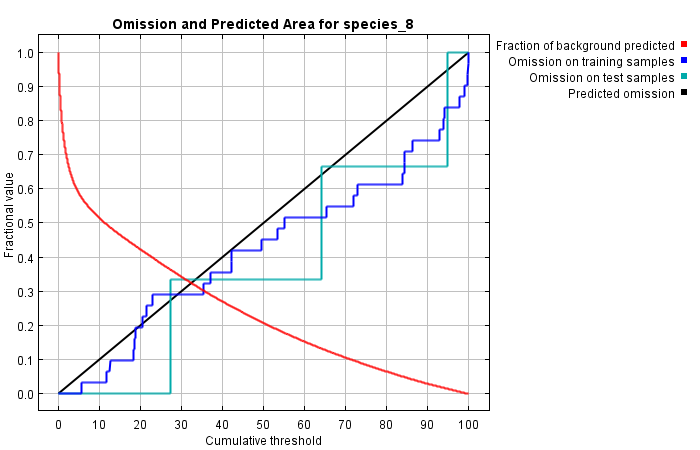 Omission and Predicted Area for species_8
Fraction of background predicted
Omission on training samples
Omission on test samples
Predicted omission
Fractional value
1.0
0.9
0.8
0.7
0.6
0.5
0.4
0.3
0.2
0.1
0.0
0 10 20 30 40 50 60 70 80 90 100
Cumulative threshold